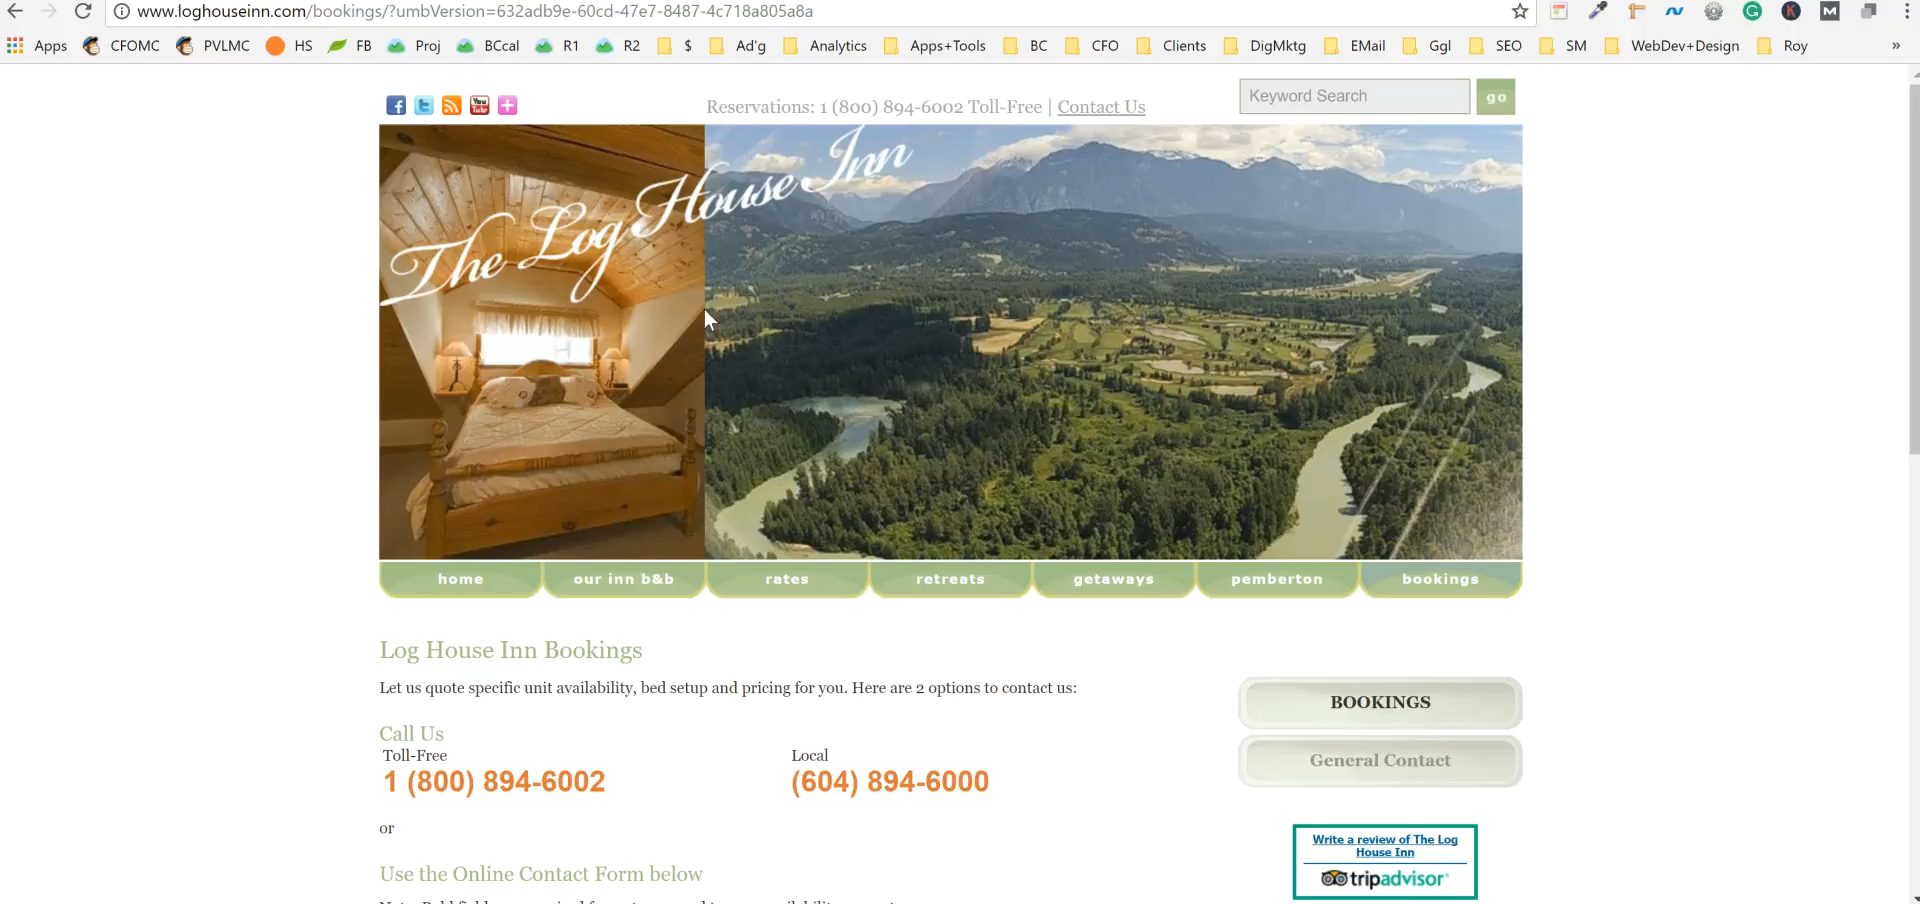 www.loghouseinn.com/bookings/?umbVersion=632adb9e-60cd-47e7-8487-4c718a805a8a
Apps CFOMC PVLMC HS FB Proj BCcal R1 R2 $ Ad'g Analytics Apps+Tools BC CFO Clients DigMktg EMail Ggl SEO SM WebDev+Design Roy »
Reservations: 1 (800) 894-6002 Toll-Free | Contact Us
Keyword Search go
The Log House Inn
home our inn b&b rates retreats getaways pemberton bookings
Log House Inn Bookings
Let us quote specific unit availability, bed setup and pricing for you. Here are 2 options to contact us:
BOOKINGS
Call Us
Toll-Free Local
General Contact
1 (800) 894-6002 (604) 894-6000
or
Write a review of The Log
House Inn
tripadvisor
Use the Online Contact Form below